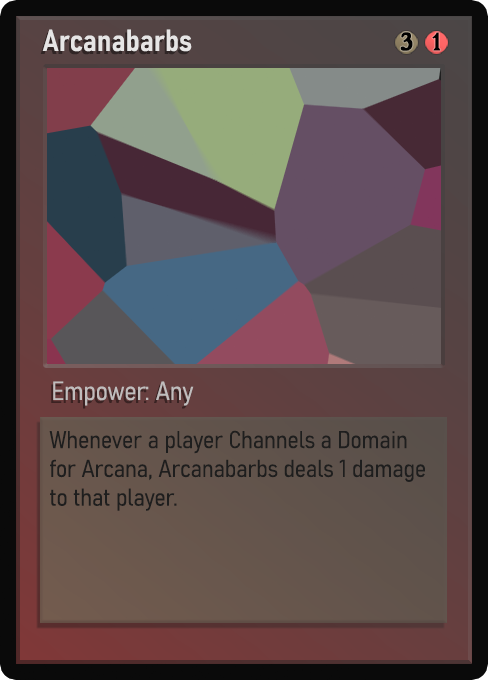 Arcanabarbs 3 1
Empower: Any
Whenever a player Channels a Domain
for Arcana, Arcanabarbs deals 1 damage
to that player.